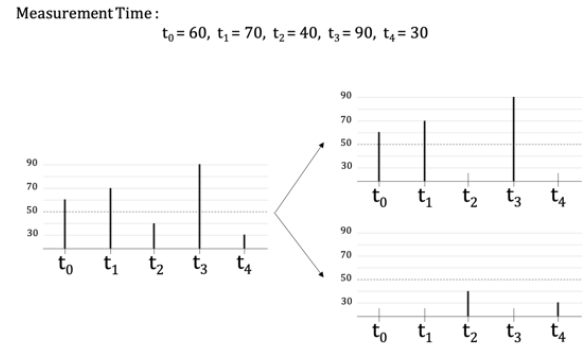 Measurement Time :
t₀ = 60, t₁ = 70, t₂ = 40, t₃ = 90, t₄ = 30
90
70
50
30
t₀ t₁ t₂ t₃ t₄
90
70
50
30
t₀ t₁ t₂ t₃ t₄
90
70
50
30
t₀ t₁ t₂ t₃ t₄